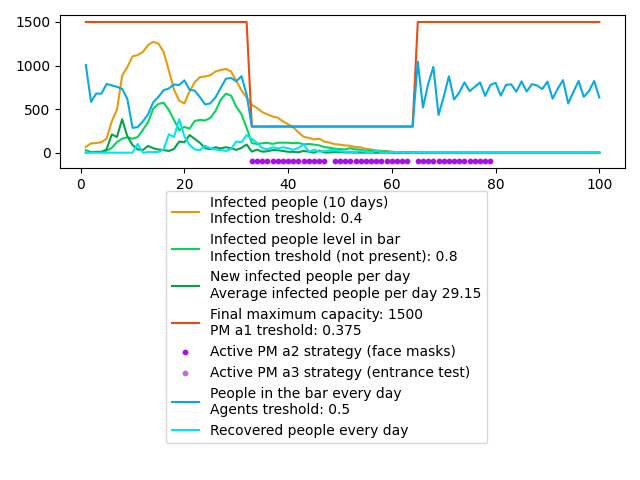 1500
1000
500
0
0
20
40
60
80
100
Infected people (10 days)
Infection treshold: 0.4
Infected people level in bar
Infection treshold (not present): 0.8
New infected people per day
Average infected people per day 29.15
Final maximum capacity: 1500
PM a1 treshold: 0.375
Active PM a2 strategy (face masks)
Active PM a3 strategy (entrance test)
People in the bar every day
Agents treshold: 0.5
Recovered people every day